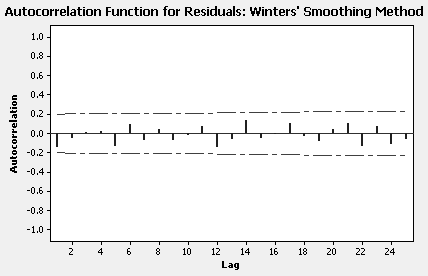 Autocorrelation Function for Residuals: Winters' Smoothing Method
1.0
0.8
0.6
0.4
0.2
0.0
-0.2
-0.4
-0.6
-0.8
-1.0
Autocorrelation
2 4 6 8 10 12 14 16 18 20 22 24
Lag